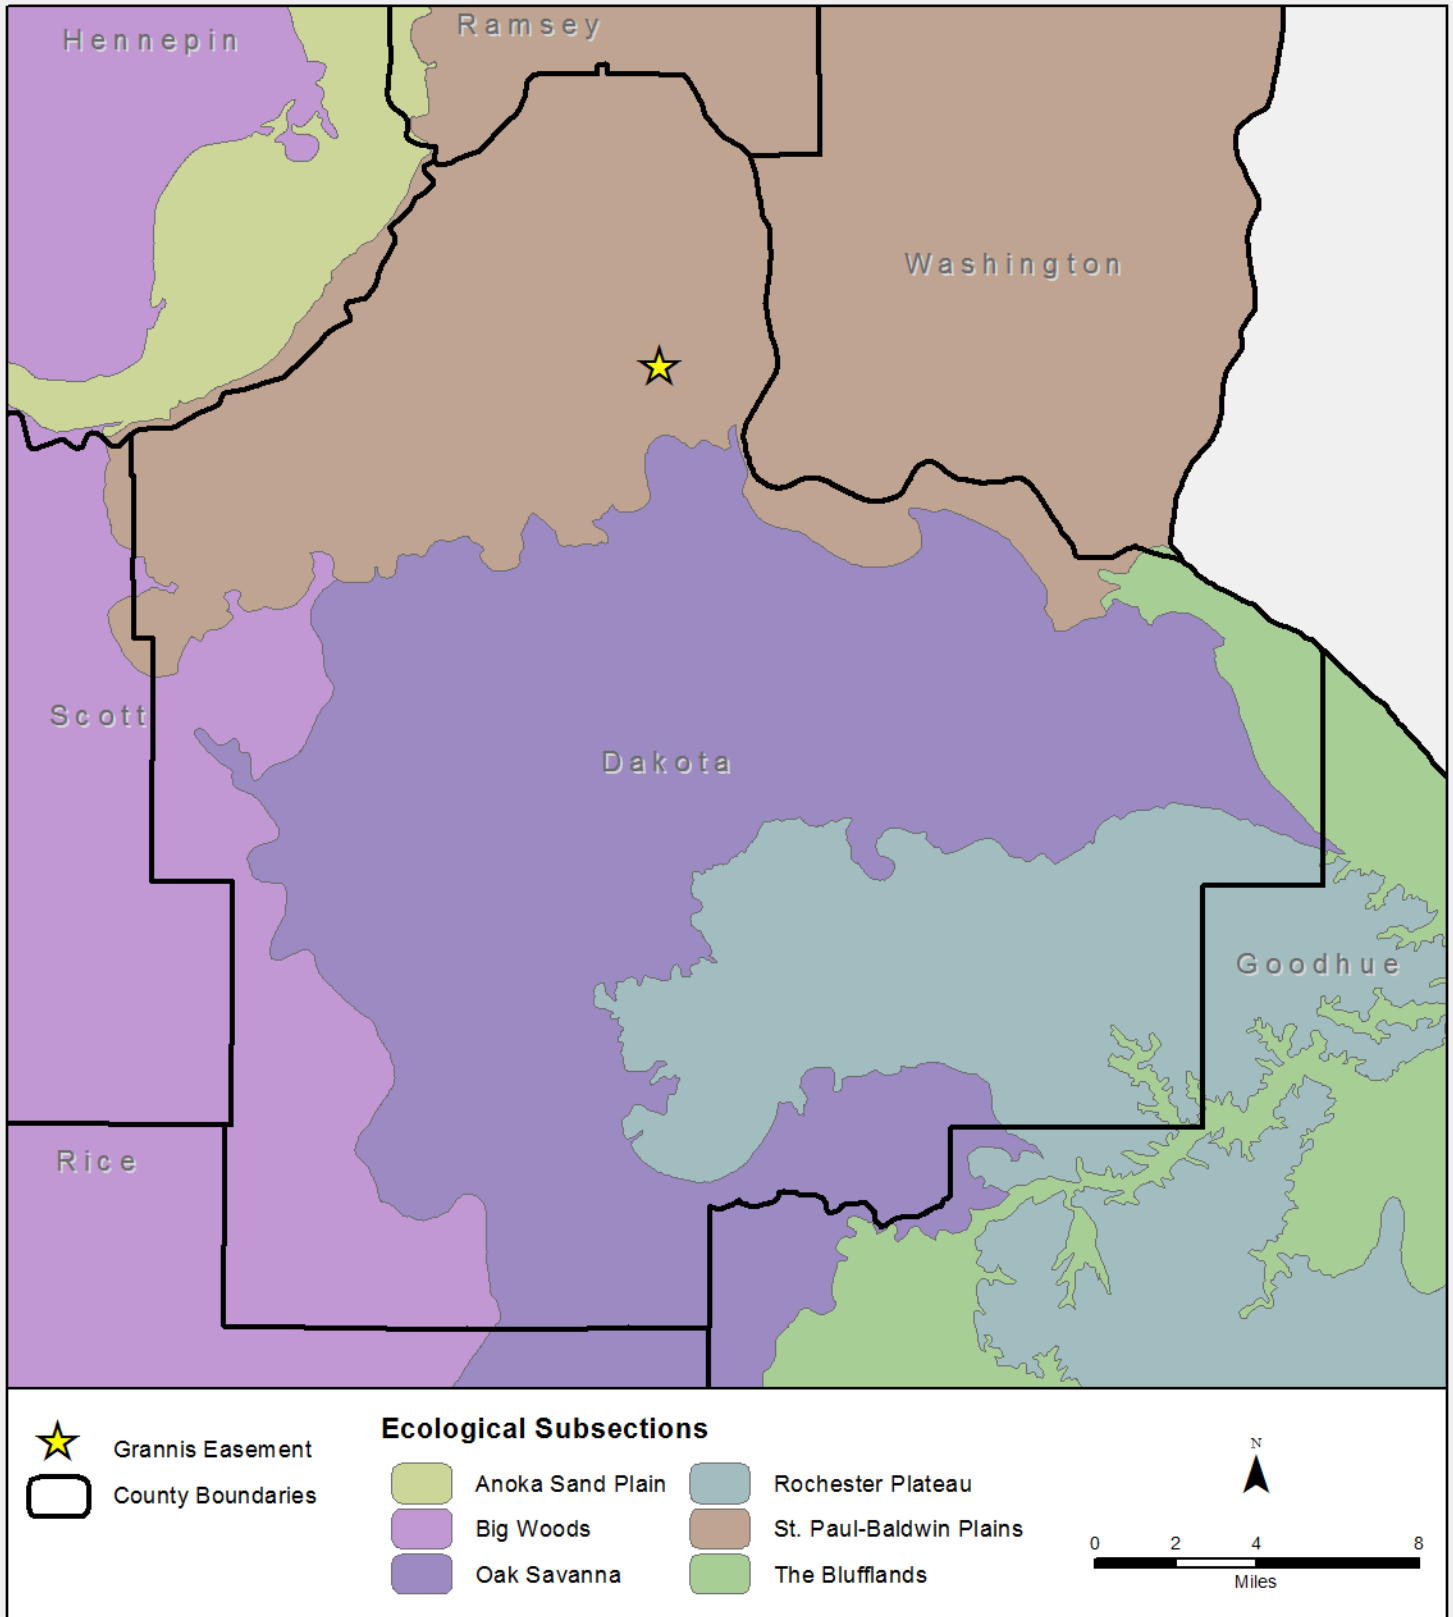 Hennepin
Ramsey
Washington
Scott
Dakota
Goodhue
Rice
Grannis Easement
County Boundaries
Ecological Subsections
Anoka Sand Plain
Big Woods
Oak Savanna
Rochester Plateau
St. Paul-Baldwin Plains
The Blufflands
N
0 2 4 8
Miles